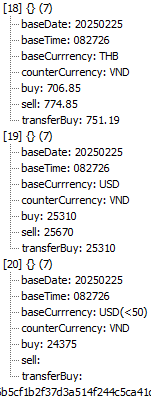 [18] {} (7)
baseDate: 20250225
baseTime: 082726
baseCurrrency: THB
counterCurrency: VND
buy: 706.85
sell: 774.85
transferBuy: 751.19
[19] {} (7)
baseDate: 20250225
baseTime: 082726
baseCurrrency: USD
counterCurrency: VND
buy: 25310
sell: 25670
transferBuy: 25310
[20] {} (7)
baseDate: 20250225
baseTime: 082726
baseCurrrency: USD(<50)
counterCurrency: VND
buy: 24375
sell:
transferBuy:
b5cf1b2f37d3a514f244c5ca41c